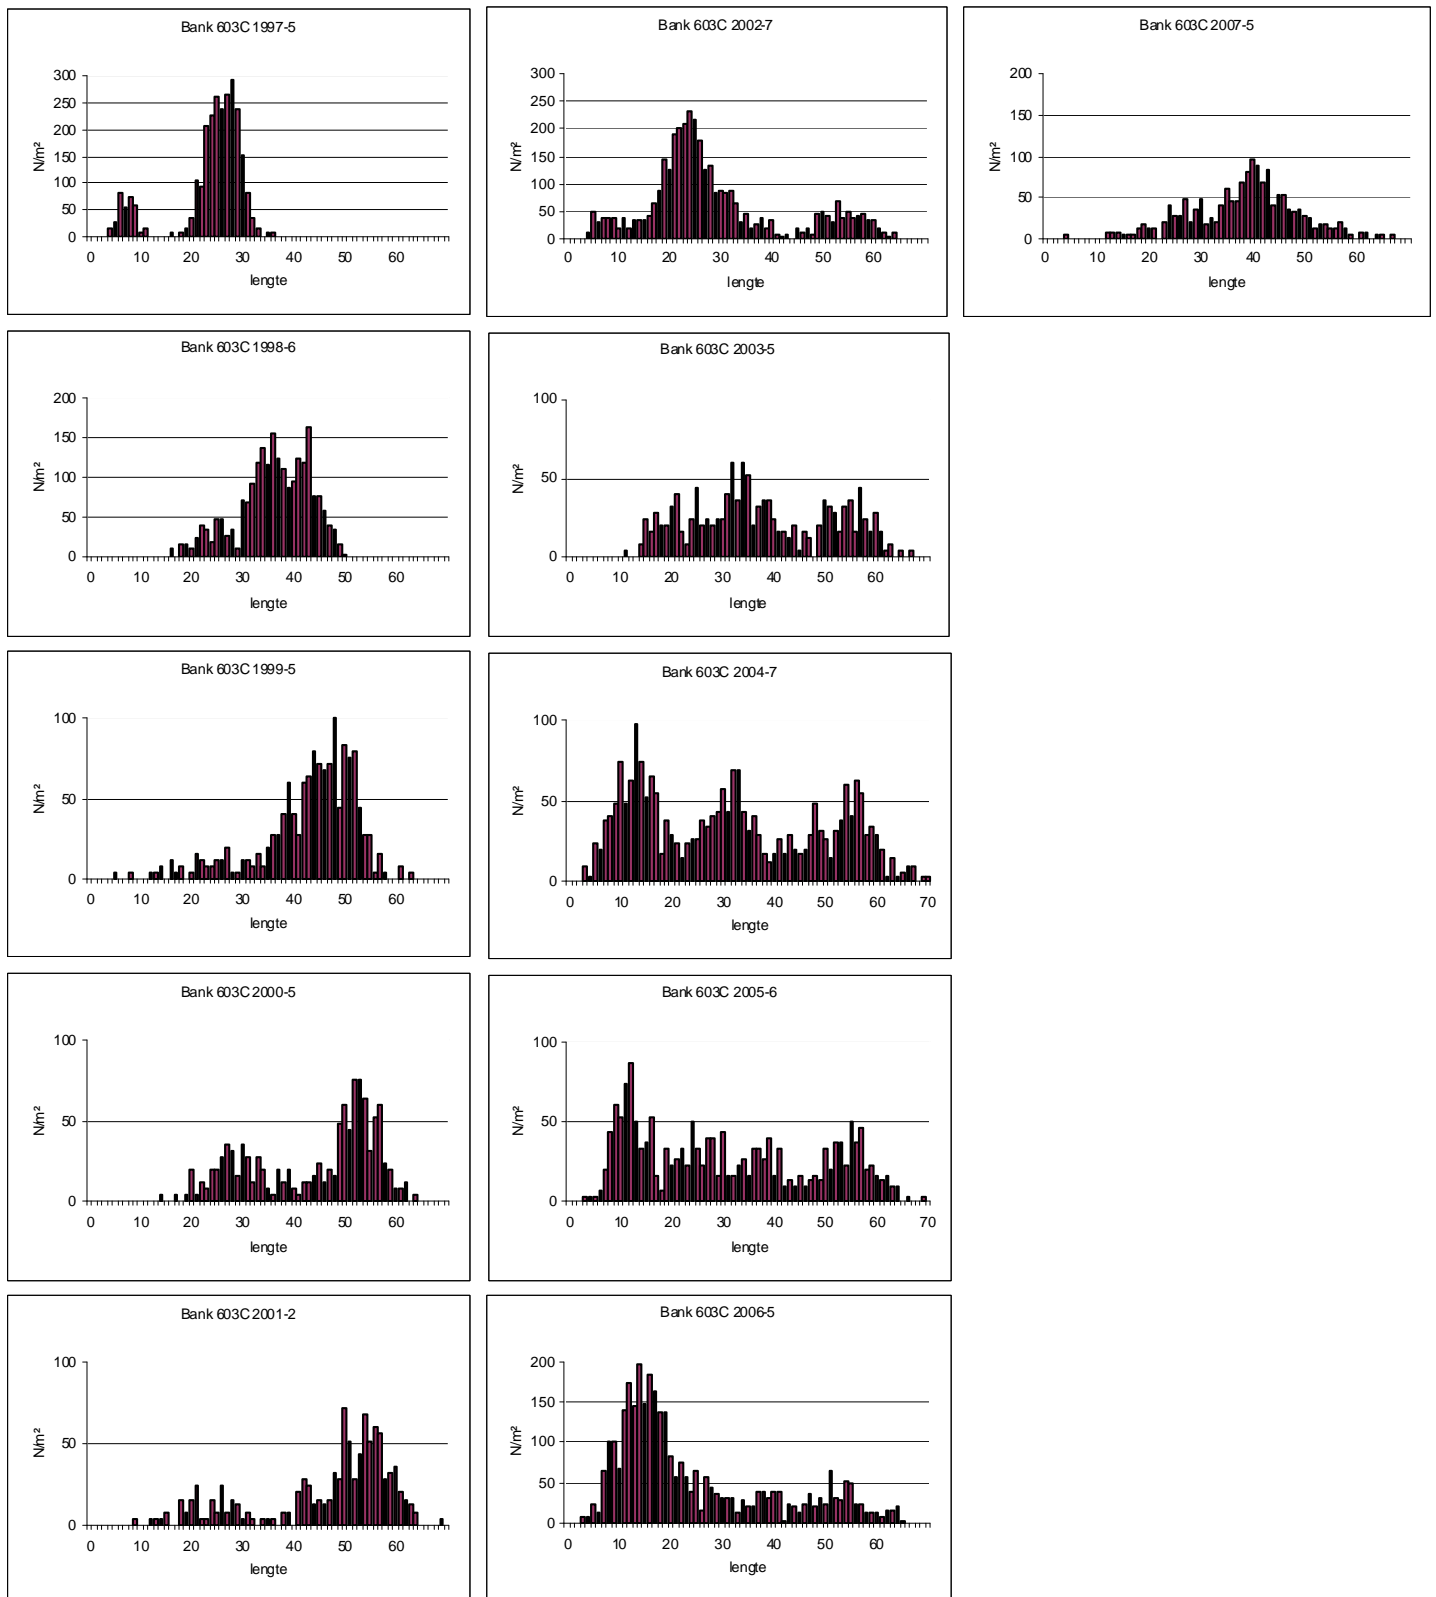 Bank 603C 1997-5
300
250
200
150
100
50
0
N/m²
0 10 20 30 40 50 60
lengte
Bank 603C 2002-7
300
250
200
150
100
50
0
N/m²
0 10 20 30 40 50 60
lengte
Bank 603C 2007-5
200
150
100
50
0
N/m²
0 10 20 30 40 50 60
lengte
Bank 603C 1998-6
200
150
100
50
0
N/m²
0 10 20 30 40 50 60
lengte
Bank 603C 2003-5
100
50
0
N/m²
0 10 20 30 40 50 60
lengte
Bank 603C 1999-5
100
50
0
N/m²
0 10 20 30 40 50 60
lengte
Bank 603C 2004-7
100
50
0
N/m²
0 10 20 30 40 50 60 70
lengte
Bank 603C 2000-5
100
50
0
N/m²
0 10 20 30 40 50 60
lengte
Bank 603C 2005-6
100
50
0
N/m²
0 10 20 30 40 50 60 70
lengte
Bank 603C 2001-2
100
50
0
N/m²
0 10 20 30 40 50 60
lengte
Bank 603C 2006-5
200
150
100
50
0
N/m²
0 10 20 30 40 50 60
lengte